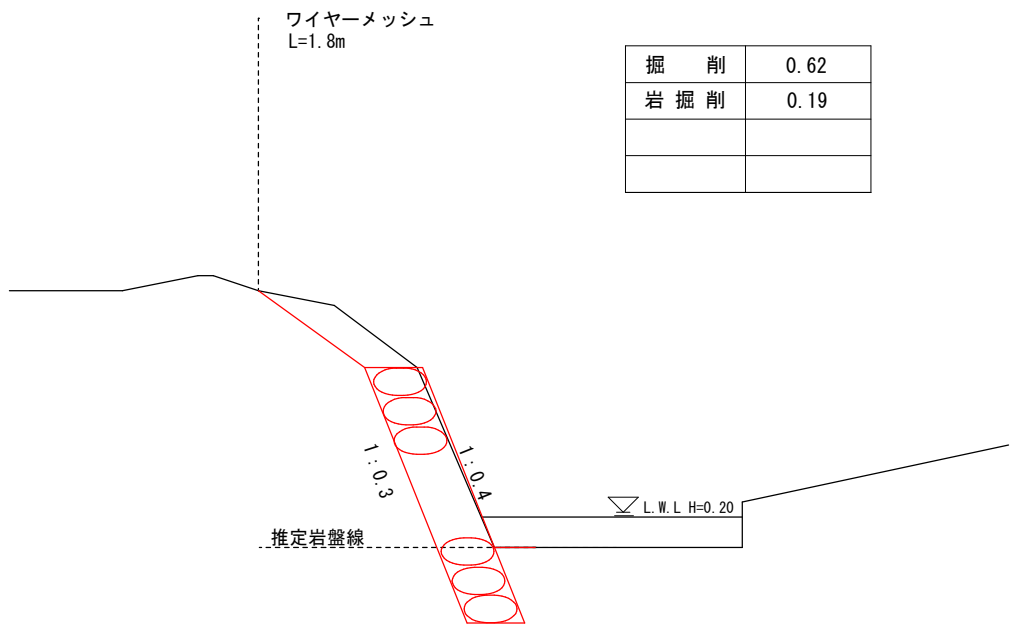 ワイヤーメッシュ
L=1.8m
掘 削 0.62
岩掘削 0.19
1:0.3
1:0.4
L.W.L H=0.20
推定岩盤線